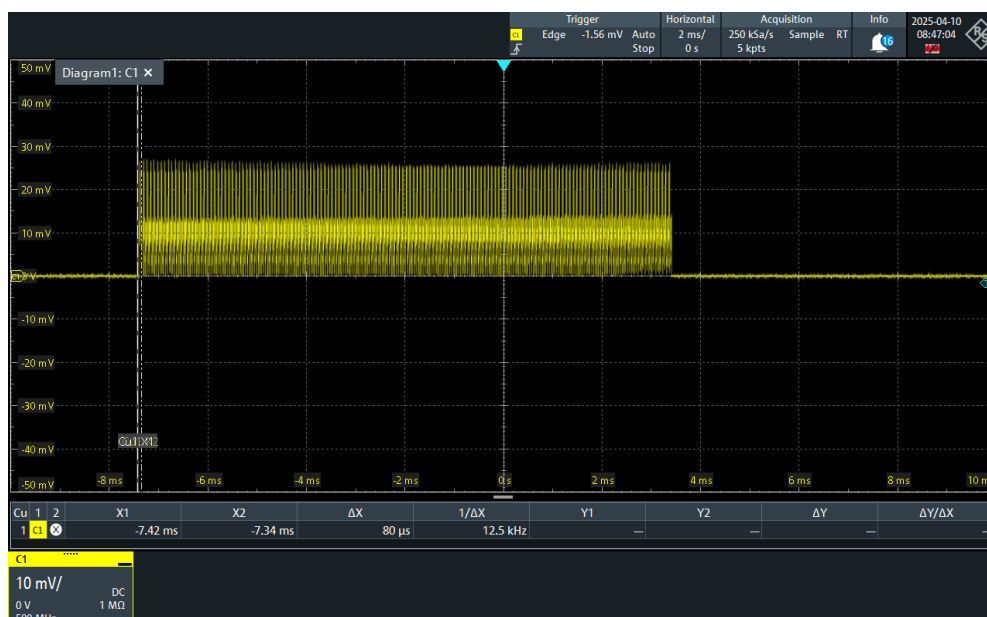 Trigger Horizontal Acquisition Info 2025-04-10
C1 Edge -1.56 mV Auto 2 ms/ 250 kSa/s Sample RT 16 08:47:04
Stop 0 s 5 kpts
50 mV Diagram1: C1 ×
40 mV
30 mV
20 mV
10 mV
C1 0 V
-10 mV
-20 mV
-30 mV
-40 mV
-50 mV -8 ms -6 ms -4 ms -2 ms 0 s 2 ms 4 ms 6 ms 8 ms
Cu 1 2 X1 X2 ΔX 1/ΔX Y1 Y2 ΔY ΔY/ΔX
1 C1 X -7.42 ms -7.34 ms 80 µs 12.5 kHz --- --- ---
C1
10 mV/ DC
0 V 1 MΩ
500 MHz